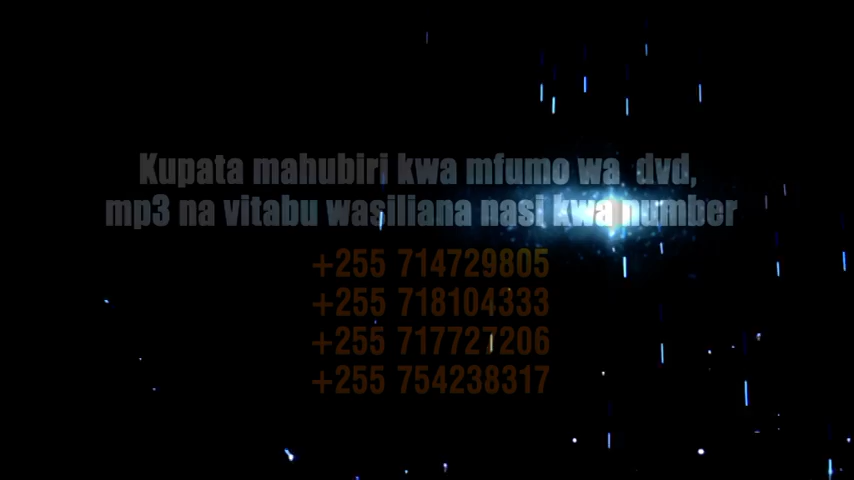 Kupata mahubiri kwa mfumo wa dvd,
mp3 na vitabu wasiliana nasi kwa number
+255 714729805
+255 718104333
+255 717727206
+255 754238317